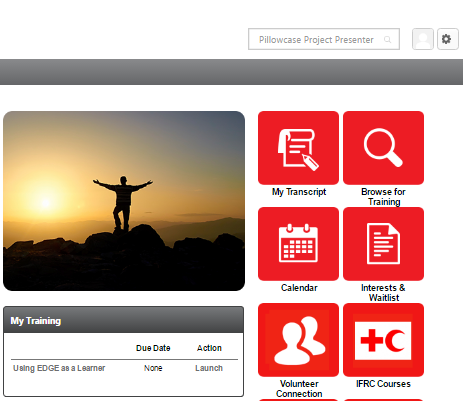 Pillowcase Project Presenter
My Transcript
Browse for
Training
Calendar
Interests &
Waitlist
My Training
Due Date Action
Using EDGE as a Learner None Launch
Volunteer
Connection
IFRC Courses